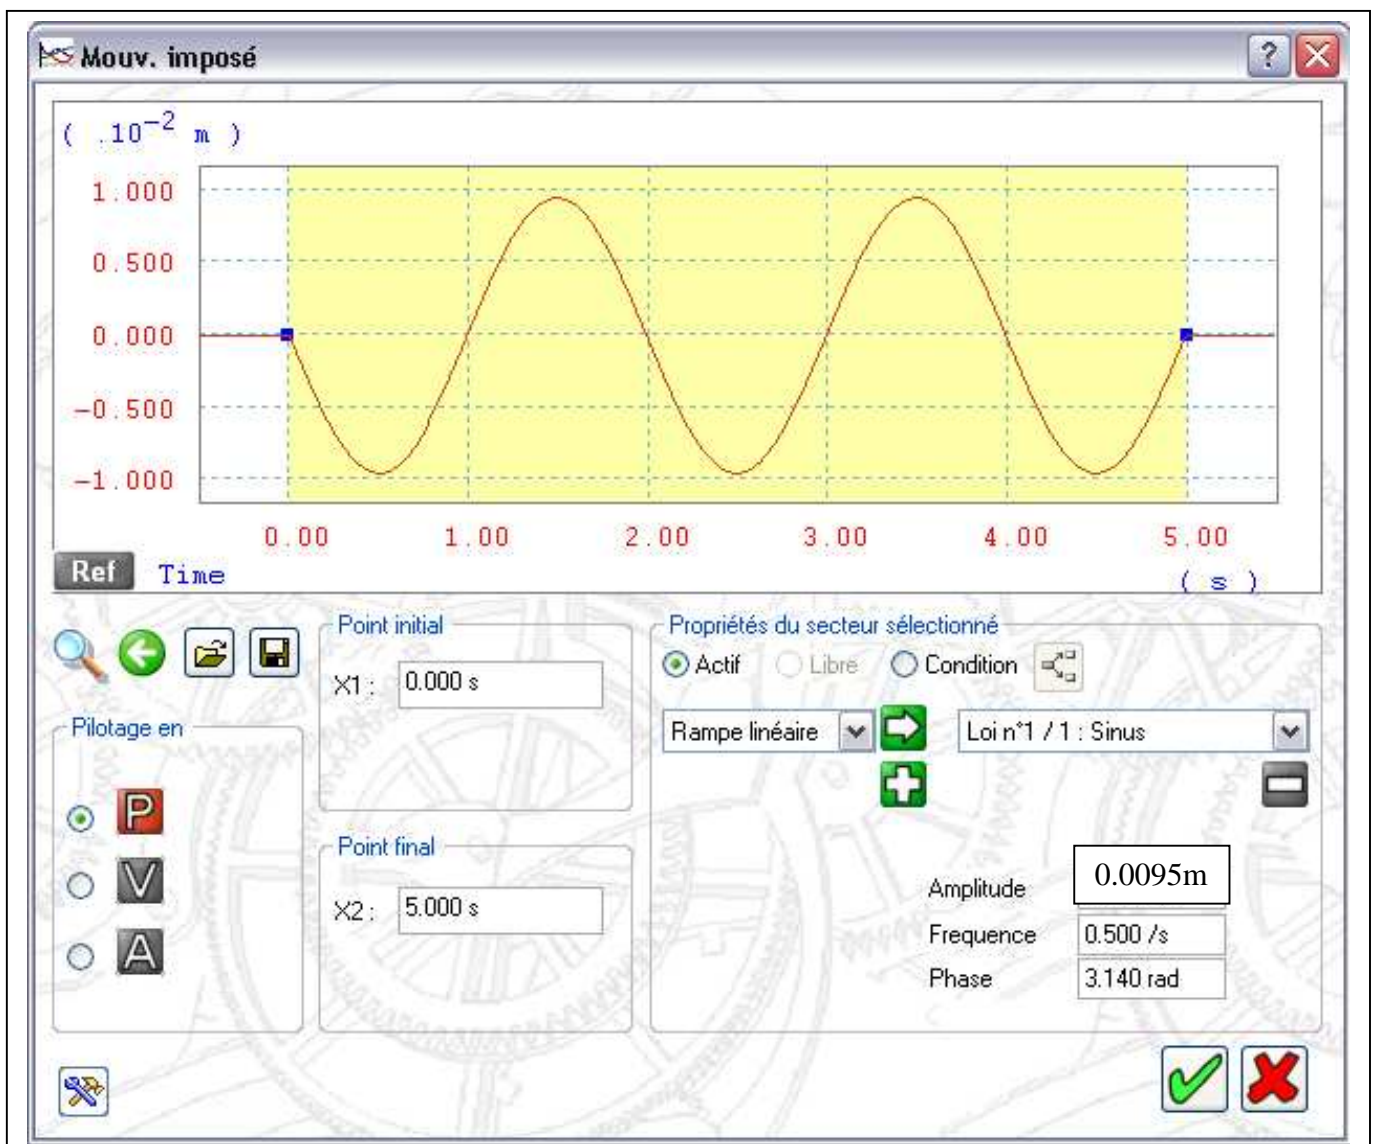 Mouv. imposé
?
( .10⁻² m )
1.000
0.500
0.000
-0.500
-1.000
0.00 1.00 2.00 3.00 4.00 5.00
Ref Time ( s )
Point initial
X1 : 0.000 s
Propriétés du secteur sélectionné
Actif Libre Condition
Rampe linéaire Loi n°1 / 1 : Sinus
Pilotage en
P
V
A
Point final
X2 : 5.000 s
Amplitude 0.0095m
Frequence 0.500 /s
Phase 3.140 rad